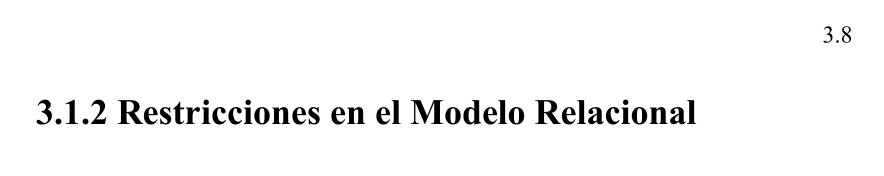 3.8
3.1.2 Restricciones en el Modelo Relacional